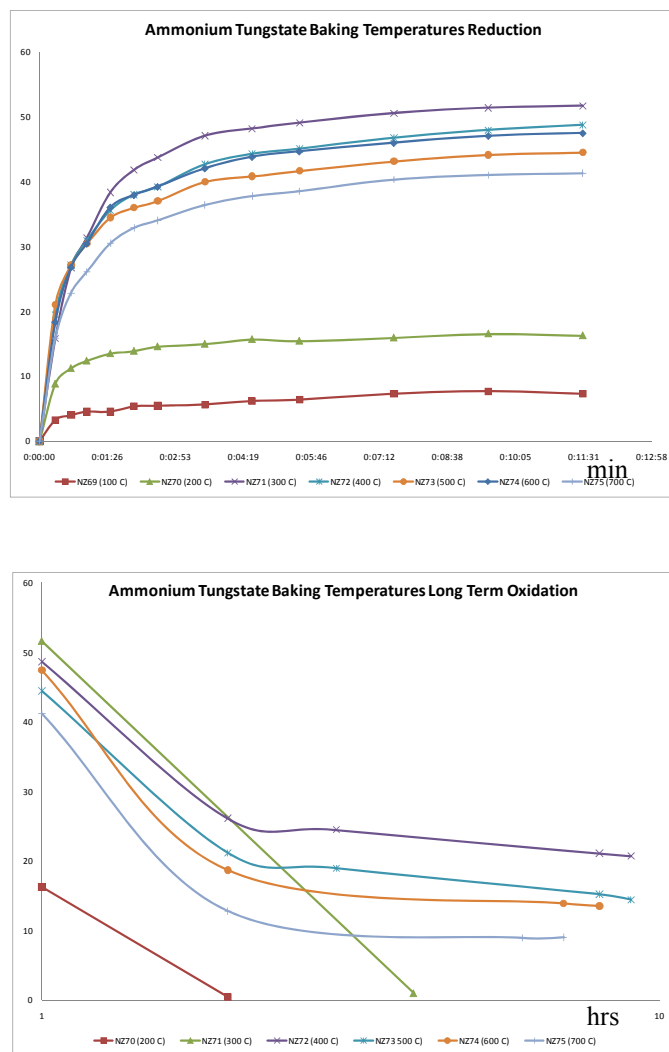 Ammonium Tungstate Baking Temperatures Reduction
60
50
40
30
20
10
0
0:00:00 0:01:26 0:02:53 0:04:19 0:05:46 0:07:12 0:08:38 0:10:05 0:11:31 0:12:58
min
NZ69 (100 C) NZ70 (200 C) NZ71 (300 C) NZ72 (400 C) NZ73 (500 C) NZ74 (600 C) NZ75 (700 C)
Ammonium Tungstate Baking Temperatures Long Term Oxidation
60
50
40
30
20
10
0
1 10
hrs
NZ70 (200 C) NZ71 (300 C) NZ72 (400 C) NZ73 500 C) NZ74 (600 C) NZ75 (700 C)